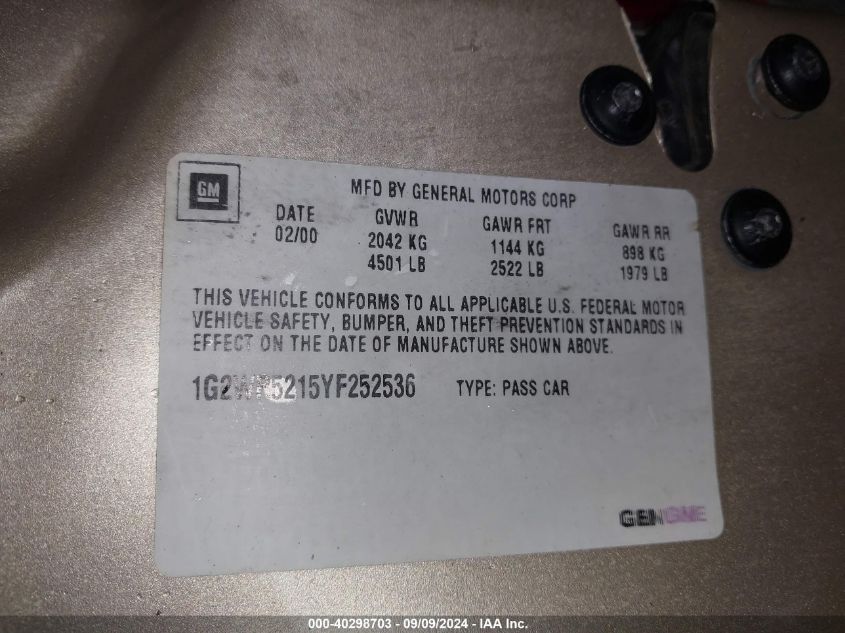 GM
MFD BY GENERAL MOTORS CORP
DATE GVWR GAWR FRT GAWR RR
02/00 2042 KG 1144 KG 898 KG
4501 LB 2522 LB 1979 LB
THIS VEHICLE CONFORMS TO ALL APPLICABLE U.S. FEDERAL MOTOR
VEHICLE SAFETY, BUMPER, AND THEFT PREVENTION STANDARDS IN
EFFECT ON THE DATE OF MANUFACTURE SHOWN ABOVE.
1G2WR5215YF252536 TYPE: PASS CAR
000-40298703 - 09/09/2024 - IAA Inc.